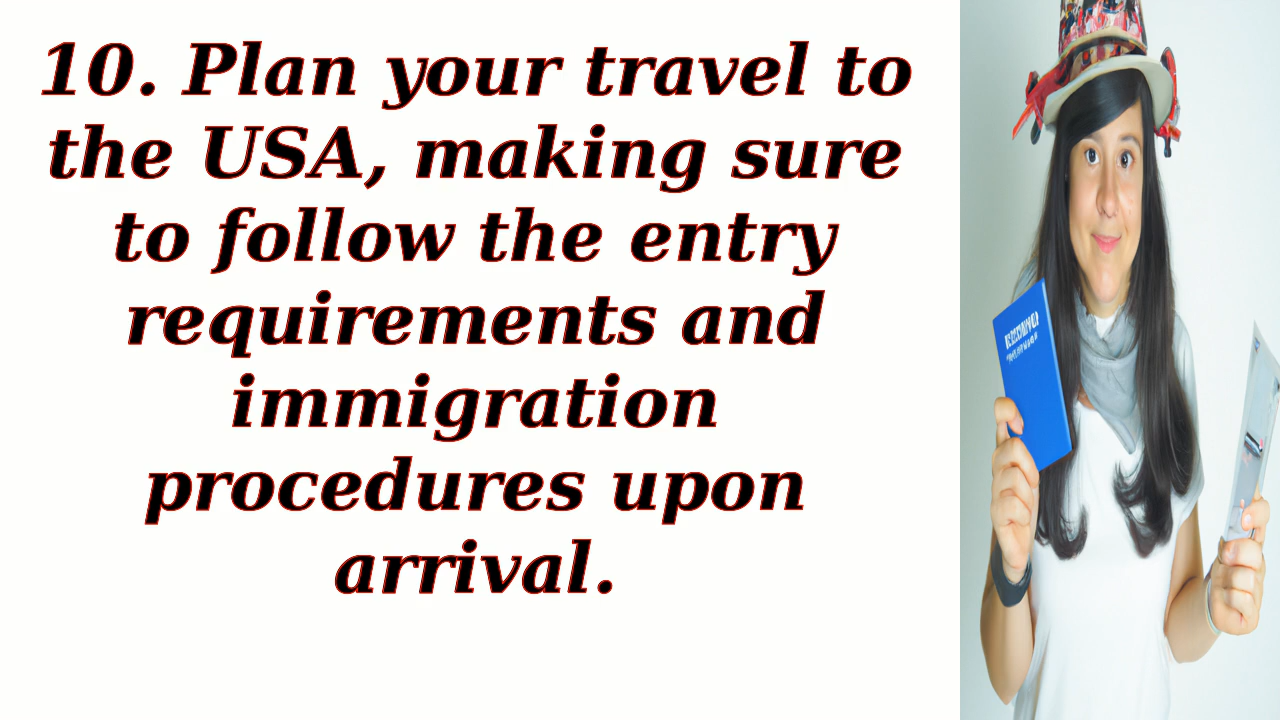 10. Plan your travel to
the USA, making sure
to follow the entry
requirements and
immigration
procedures upon
arrival.